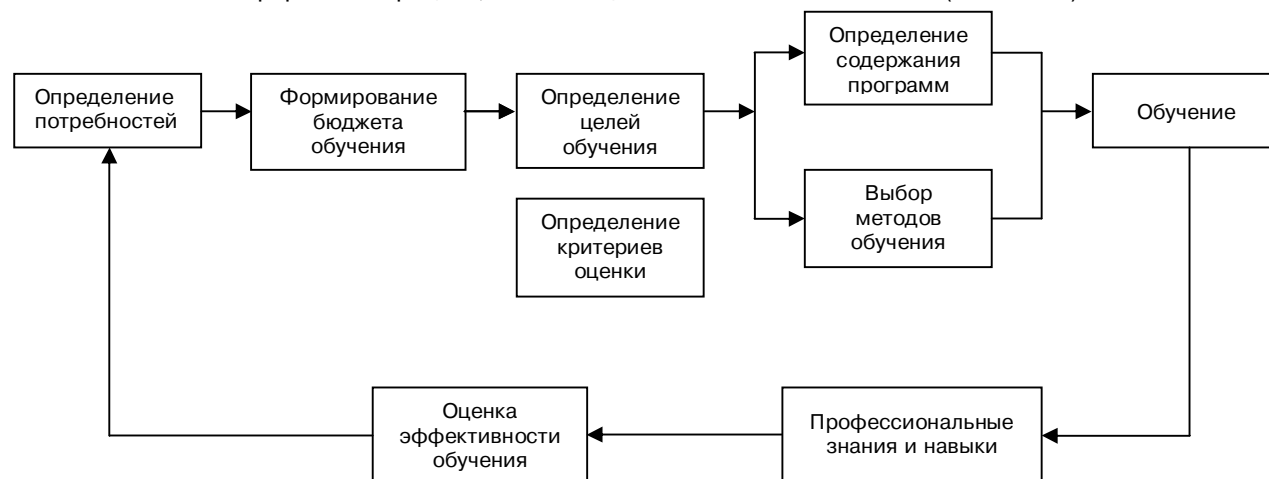 Определение
потребностей
Формирование
бюджета
обучения
Определение
целей
обучения
Определение
содержания
программ
Обучение
Выбор
методов
обучения
Определение
критериев
оценки
Оценка
эффективности
обучения
Профессиональные
знания и навыки